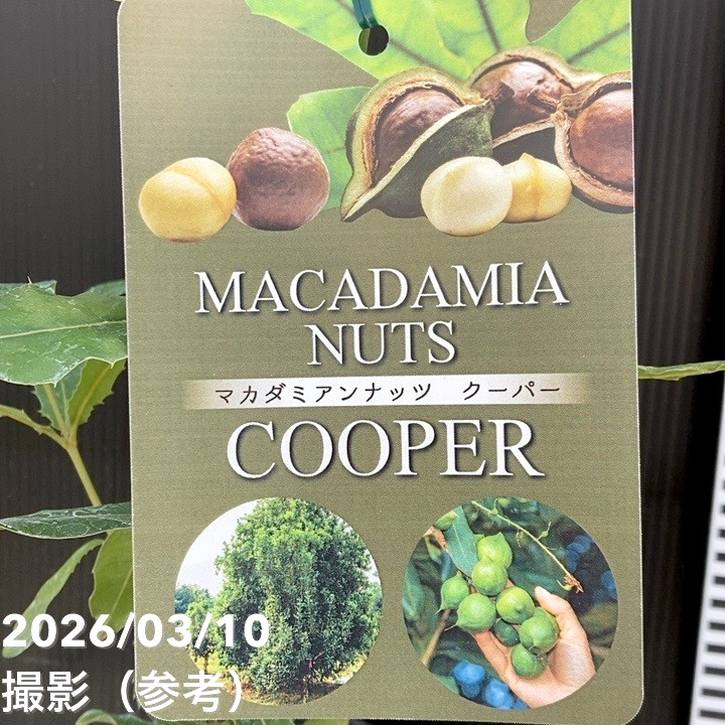 MACADAMIA
NUTS
マカダミアンナッツ　クーパー
COOPER
2026/03/10
撮影（参考）